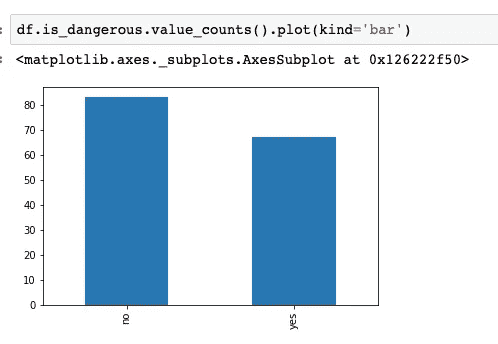 : df.is_dangerous.value_counts().plot(kind='bar')
: <matplotlib.axes._subplots.AxesSubplot at 0x126222f50>
80
70
60
50
40
30
20
10
0
no
yes